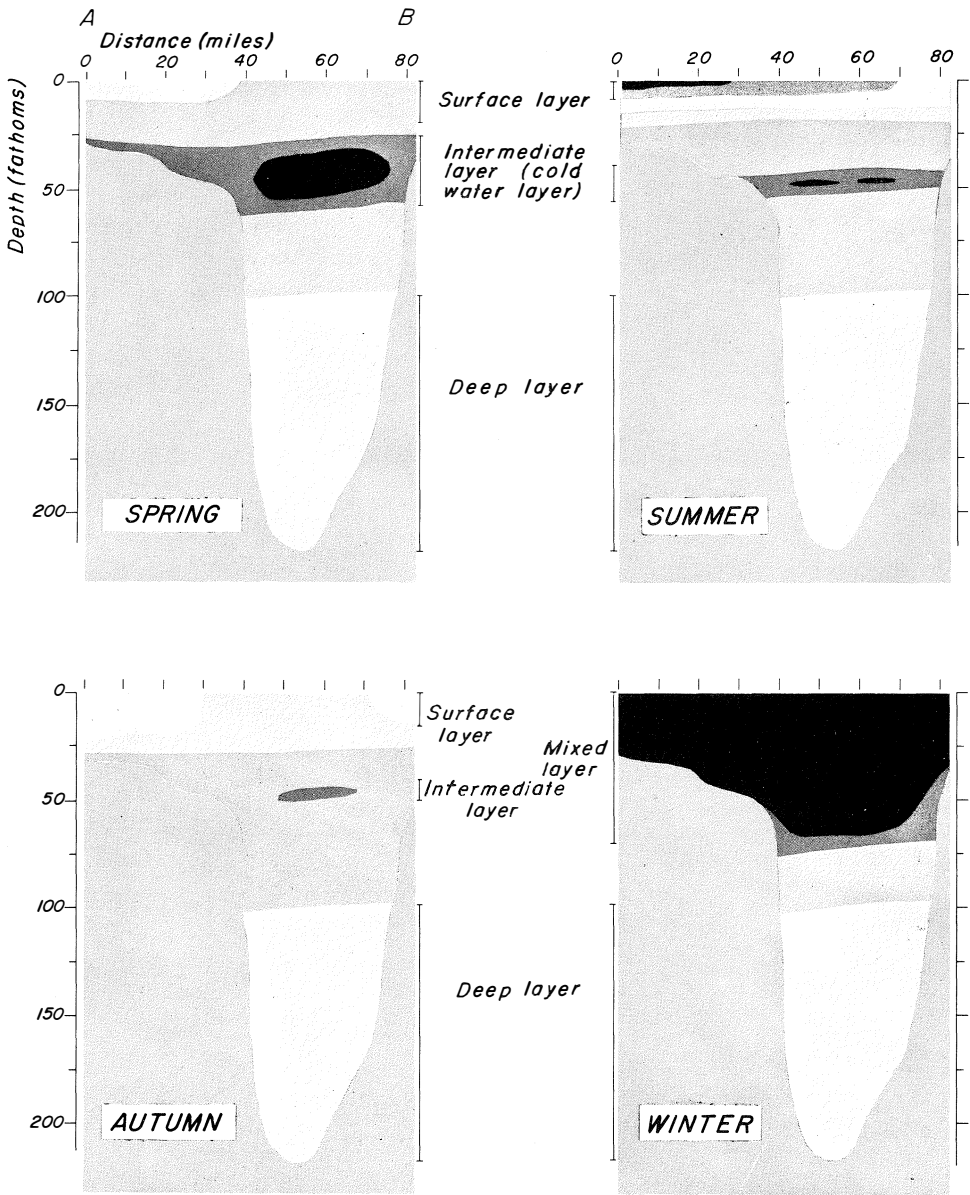 A B
Distance (miles)
0 20 40 60 80
0 20 40 60 80
Depth (fathoms)
0
50
100
150
200
Surface layer
Intermediate
layer (cold
water layer)
Deep layer
SPRING
SUMMER
0
50
100
150
200
Surface
layer
Intermediate
layer
Mixed
layer
Deep layer
AUTUMN
WINTER